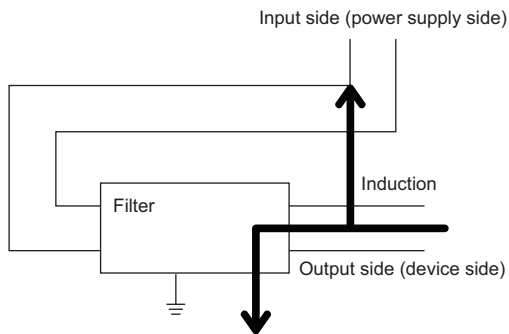 Input side (power supply side)
Induction
Filter
Output side (device side)